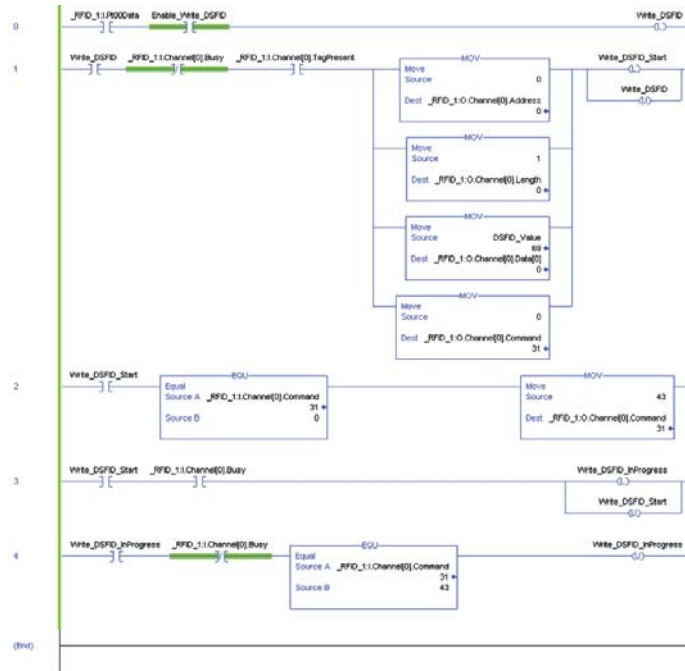 _RFID_1:I.Pt00Data Enable_Write_DSFID Write_DSFID
0 (L)
Write_DSFID _RFID_1:I.Channel[0].Busy _RFID_1:I.Channel[0].TagPresent MOV Write_DSFID_Start
1 Move (L)
Source 0
Write_DSFID
Dest _RFID_1:O.Channel[0].Address (U)
0
MOV
Move
Source 1
Dest _RFID_1:O.Channel[0].Length
0
MOV
Move
Source DSFID_Value
69
Dest _RFID_1:O.Channel[0].Data[0]
0
MOV
Move
Source 0
Dest _RFID_1:O.Channel[0].Command
31
Write_DSFID_Start EQU MOV
2 Equal Move
Source A _RFID_1:I.Channel[0].Command Source 43
31
Source B 0 Dest _RFID_1:O.Channel[0].Command
31
Write_DSFID_Start _RFID_1:I.Channel[0].Busy Write_DSFID_InProgress
3 (L)
Write_DSFID_Start
(U)
Write_DSFID_InProgress _RFID_1:I.Channel[0].Busy EQU Write_DSFID_InProgress
4 Equal (U)
Source A _RFID_1:I.Channel[0].Command
31
Source B 43
(End)